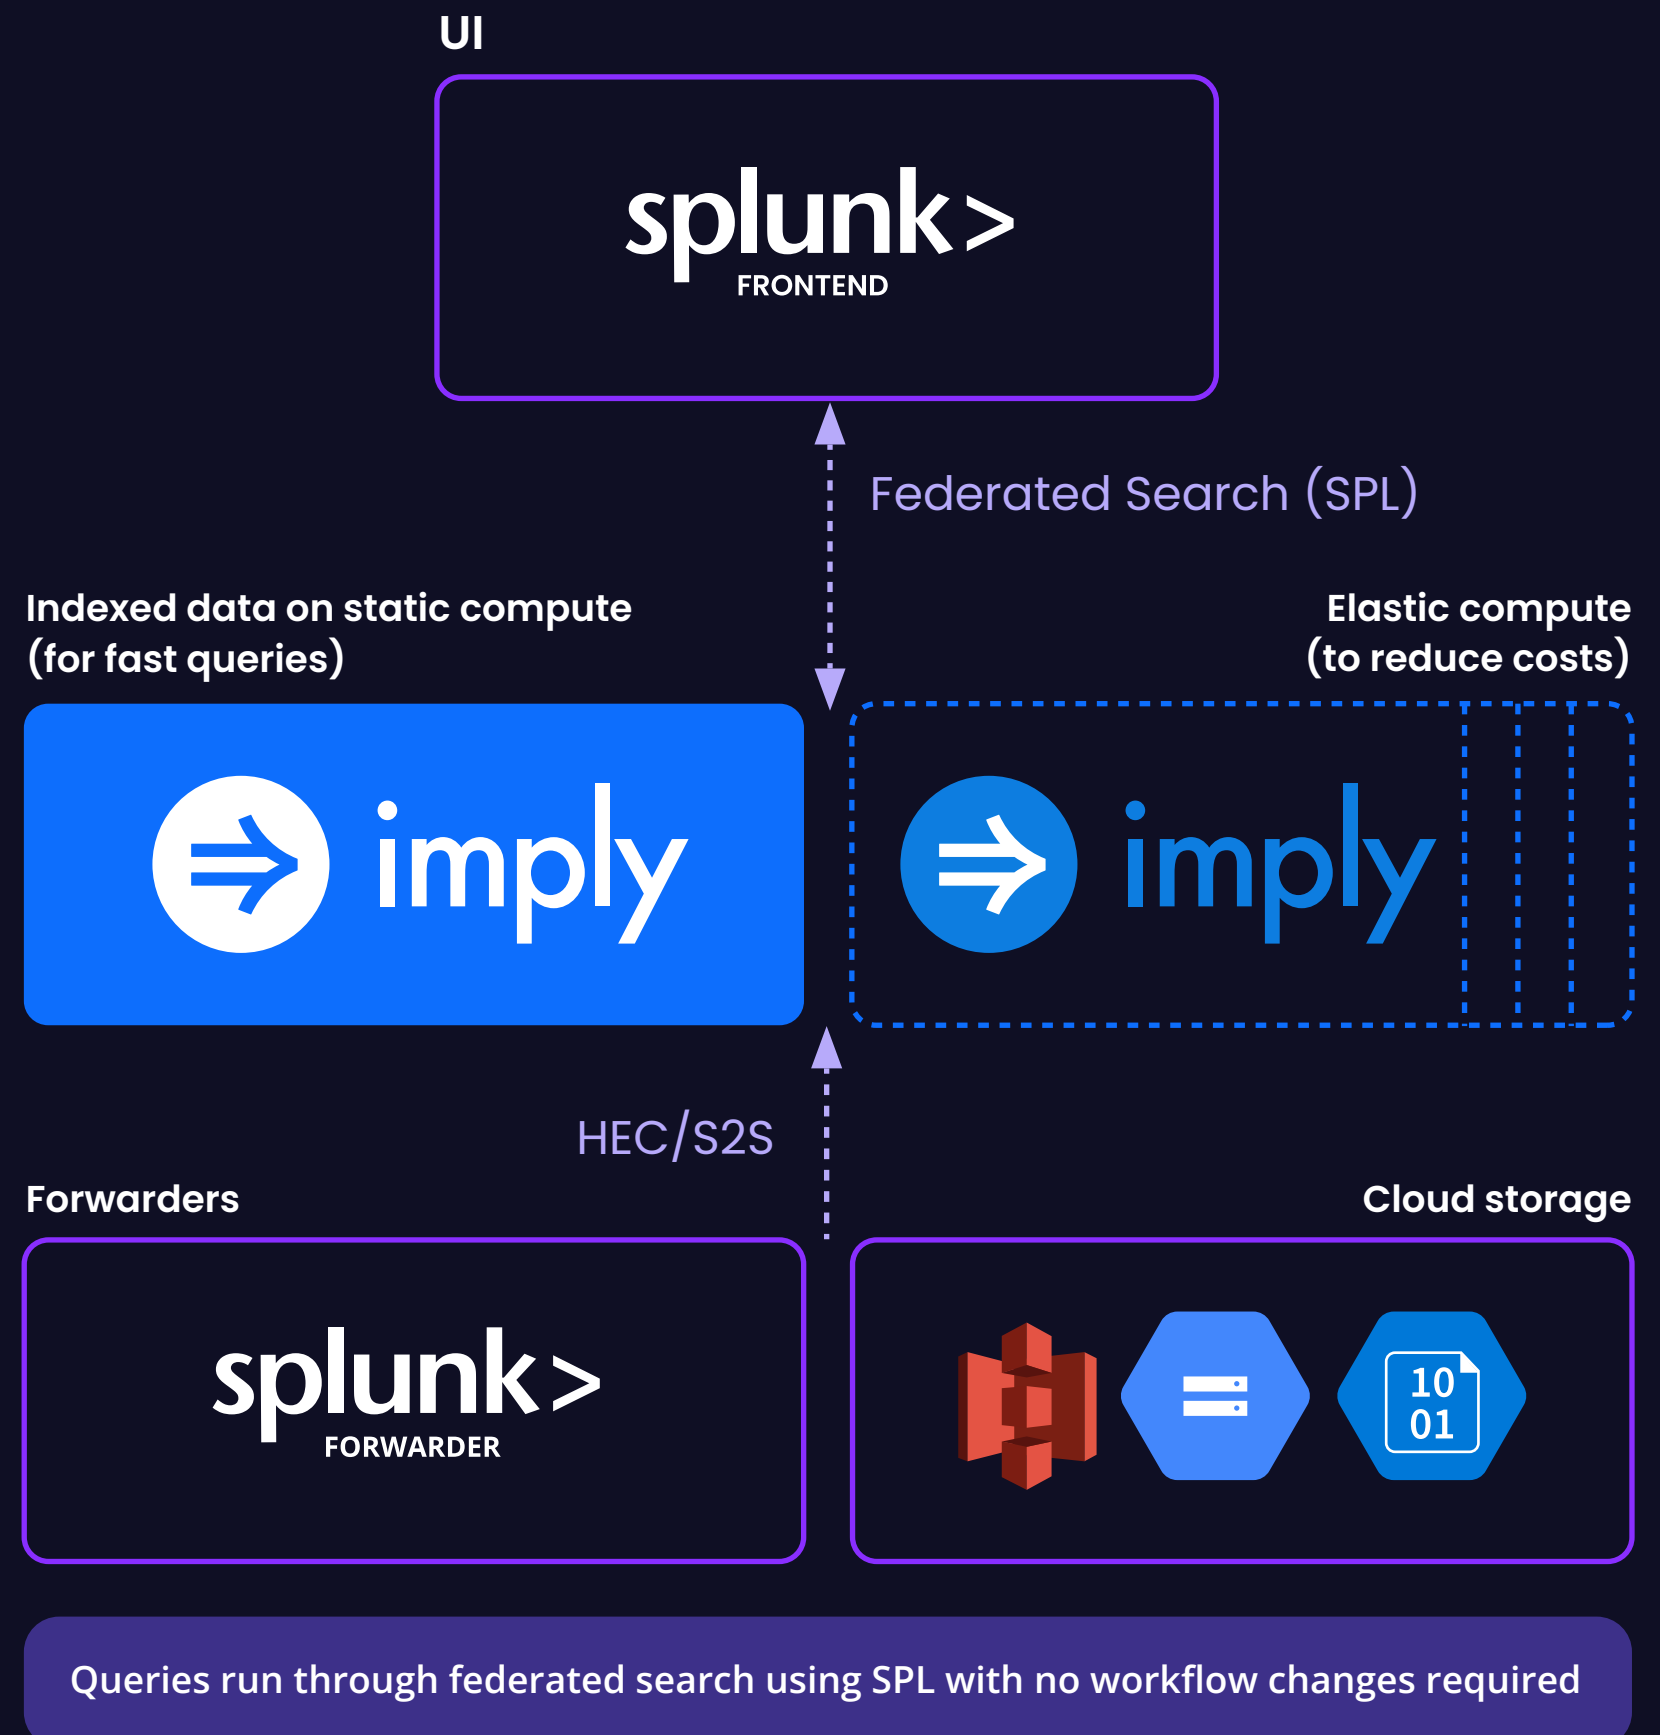 UI
splunk>
FRONTEND
Federated Search (SPL)
Indexed data on static compute
(for fast queries)
Elastic compute
(to reduce costs)
imply
imply
HEC/S2S
Forwarders
Cloud storage
splunk>
FORWARDER
10
01
Queries run through federated search using SPL with no workflow changes required